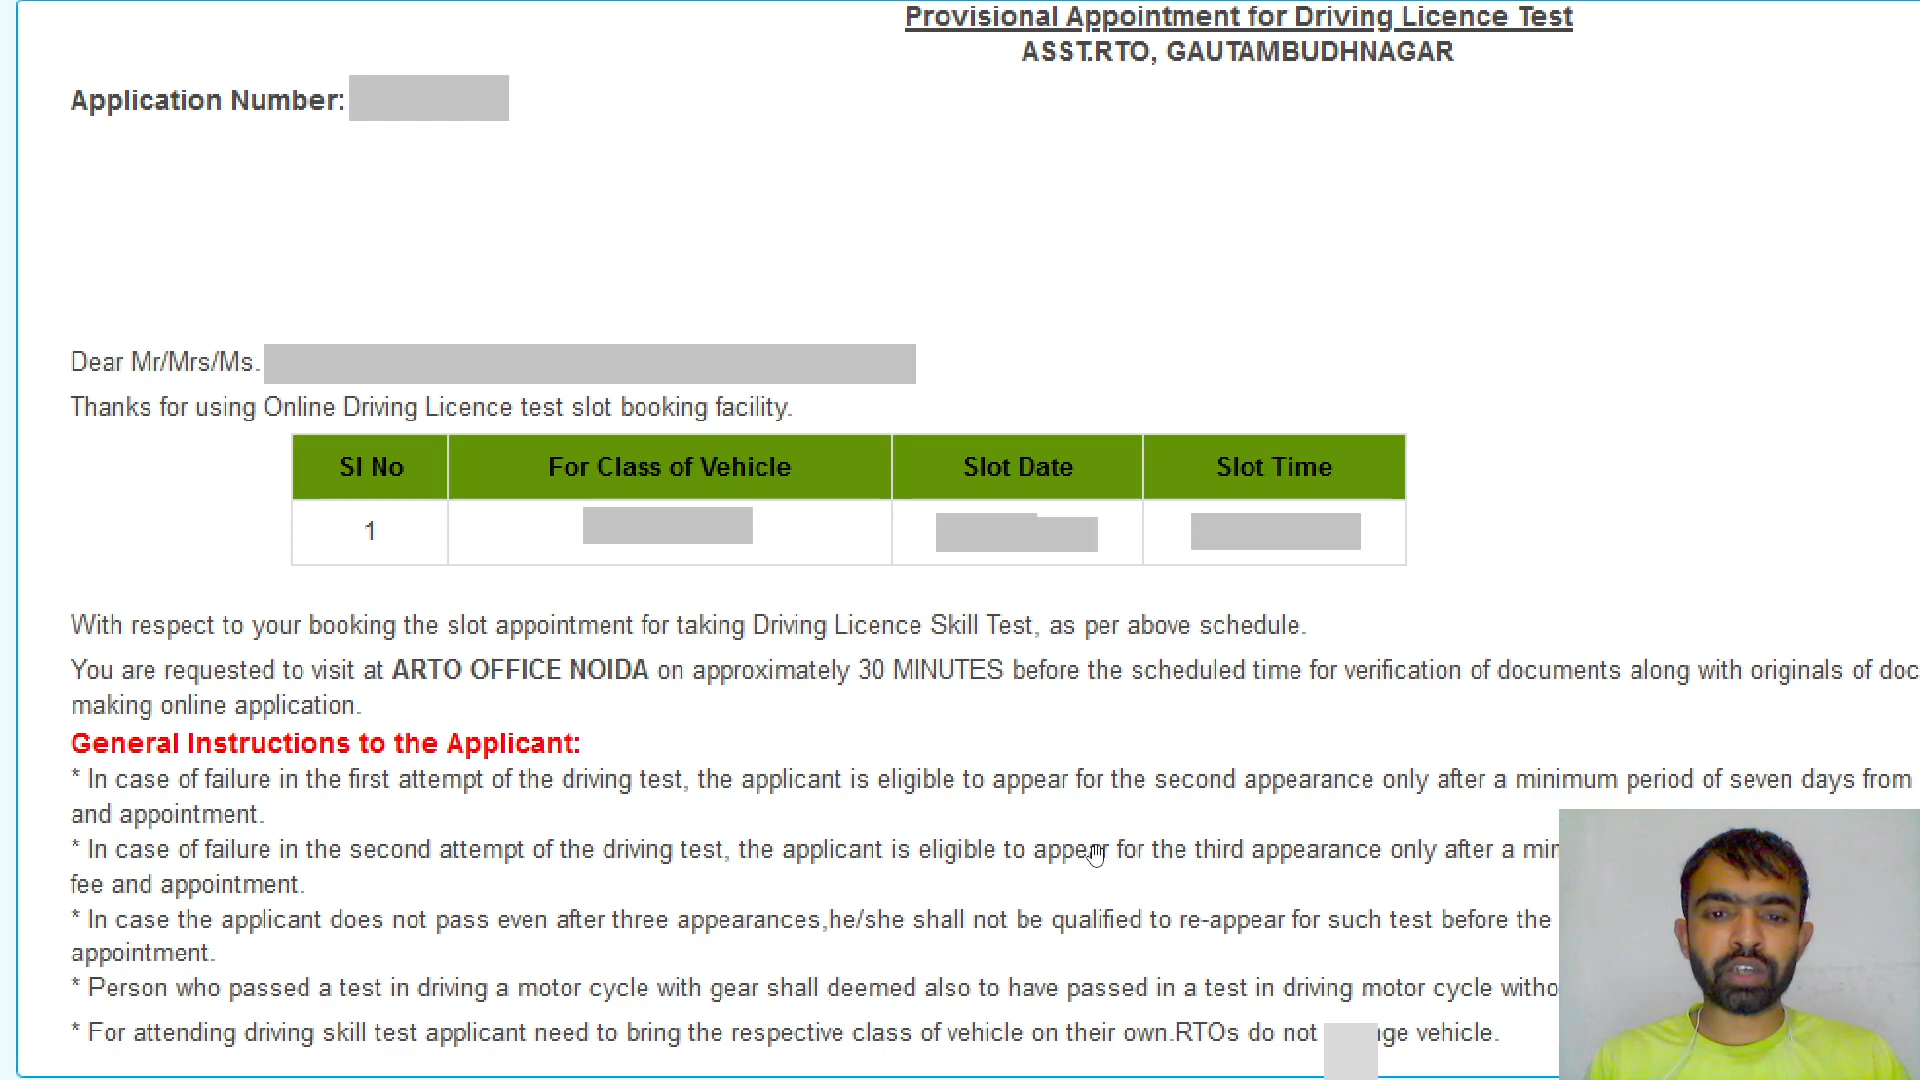 Provisional Appointment for Driving Licence Test
ASST.RTO, GAUTAMBUDHNAGAR
Application Number:
Dear Mr/Mrs/Ms.
Thanks for using Online Driving Licence test slot booking facility.
Sl No For Class of Vehicle Slot Date Slot Time
1
With respect to your booking the slot appointment for taking Driving Licence Skill Test, as per above schedule.
You are requested to visit at ARTO OFFICE NOIDA on approximately 30 MINUTES before the scheduled time for verification of documents along with originals of doc
making online application.
General Instructions to the Applicant:
* In case of failure in the first attempt of the driving test, the applicant is eligible to appear for the second appearance only after a minimum period of seven days from
and appointment.
* In case of failure in the second attempt of the driving test, the applicant is eligible to appear for the third appearance only after a
fee and appointment.
* In case the applicant does not pass even after three appearances,he/she shall not be qualified to re-appear for such test before the
appointment.
* Person who passed a test in driving a motor cycle with gear shall deemed also to have passed in a test in driving motor cycle
* For attending driving skill test applicant need to bring the respective class of vehicle on their own.RTOs do not vehicle.